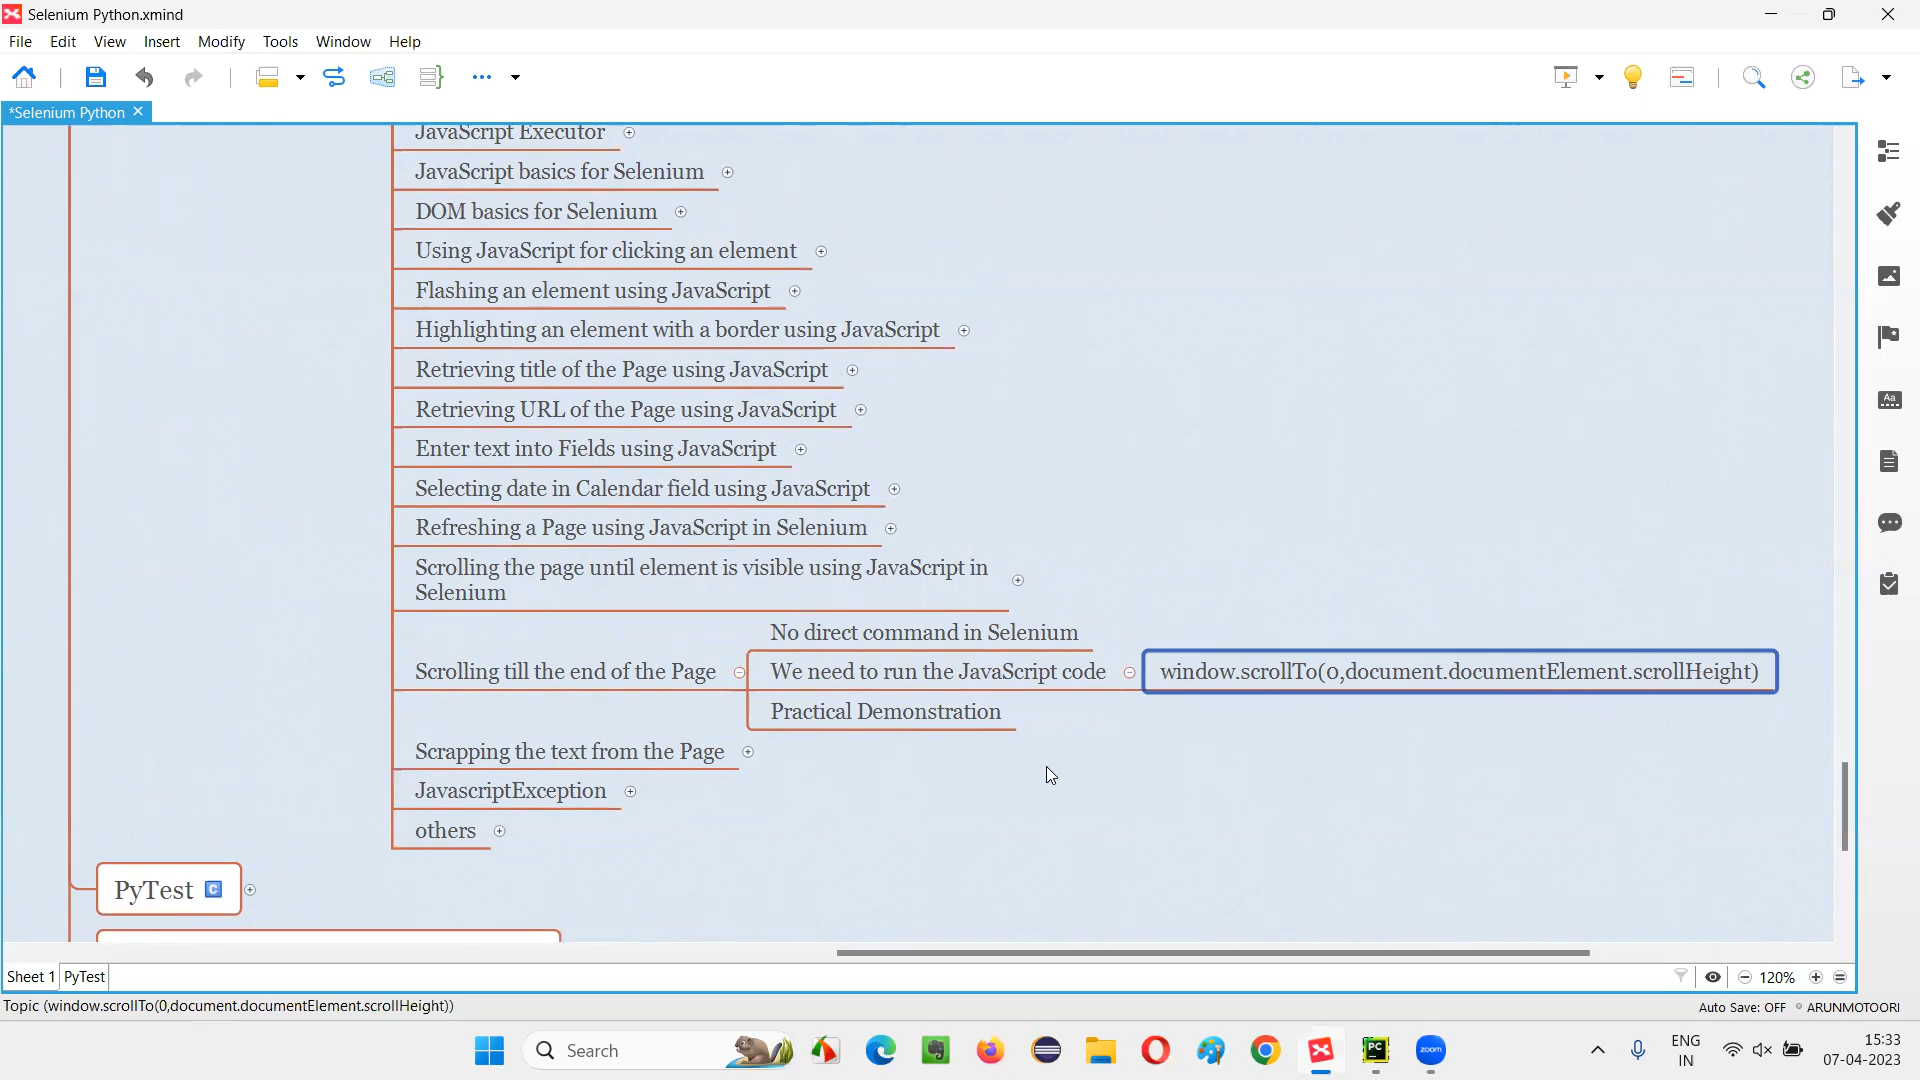 Selenium Python.xmind
File Edit View Insert Modify Tools Window Help
*Selenium Python
JavaScript Executor
JavaScript basics for Selenium
DOM basics for Selenium
Using JavaScript for clicking an element
Flashing an element using JavaScript
Highlighting an element with a border using JavaScript
Retrieving title of the Page using JavaScript
Retrieving URL of the Page using JavaScript
Enter text into Fields using JavaScript
Selecting date in Calendar field using JavaScript
Refreshing a Page using JavaScript in Selenium
Scrolling the page until element is visible using JavaScript in
Selenium
No direct command in Selenium
Scrolling till the end of the Page We need to run the JavaScript code window.scrollTo(0,document.documentElement.scrollHeight)
Practical Demonstration
Scrapping the text from the Page
JavascriptException
others
PyTest C
Sheet 1 PyTest 120%
Topic (window.scrollTo(0,document.documentElement.scrollHeight)) Auto Save: OFF ARUNMOTOORI
Search PC zoom ENG 15:33
IN 07-04-2023
Aa